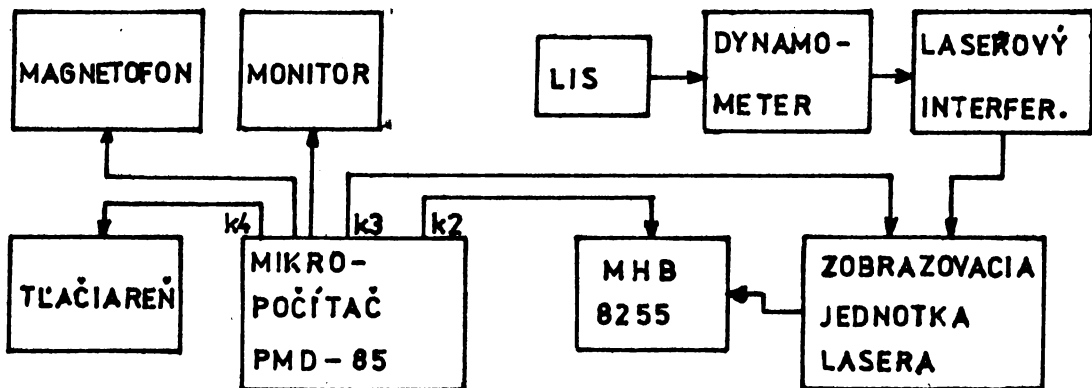 MAGNETOFON
MONITOR
LIS
DYNAMO-
METER
LASEROVÝ
INTERFER.
k4
k3
k2
TLAČIAREŇ
MIKRO-
POČÍTAČ
PMD-85
MHB
8255
ZOBRAZOVACIA
JEDNOTKA
LASERA